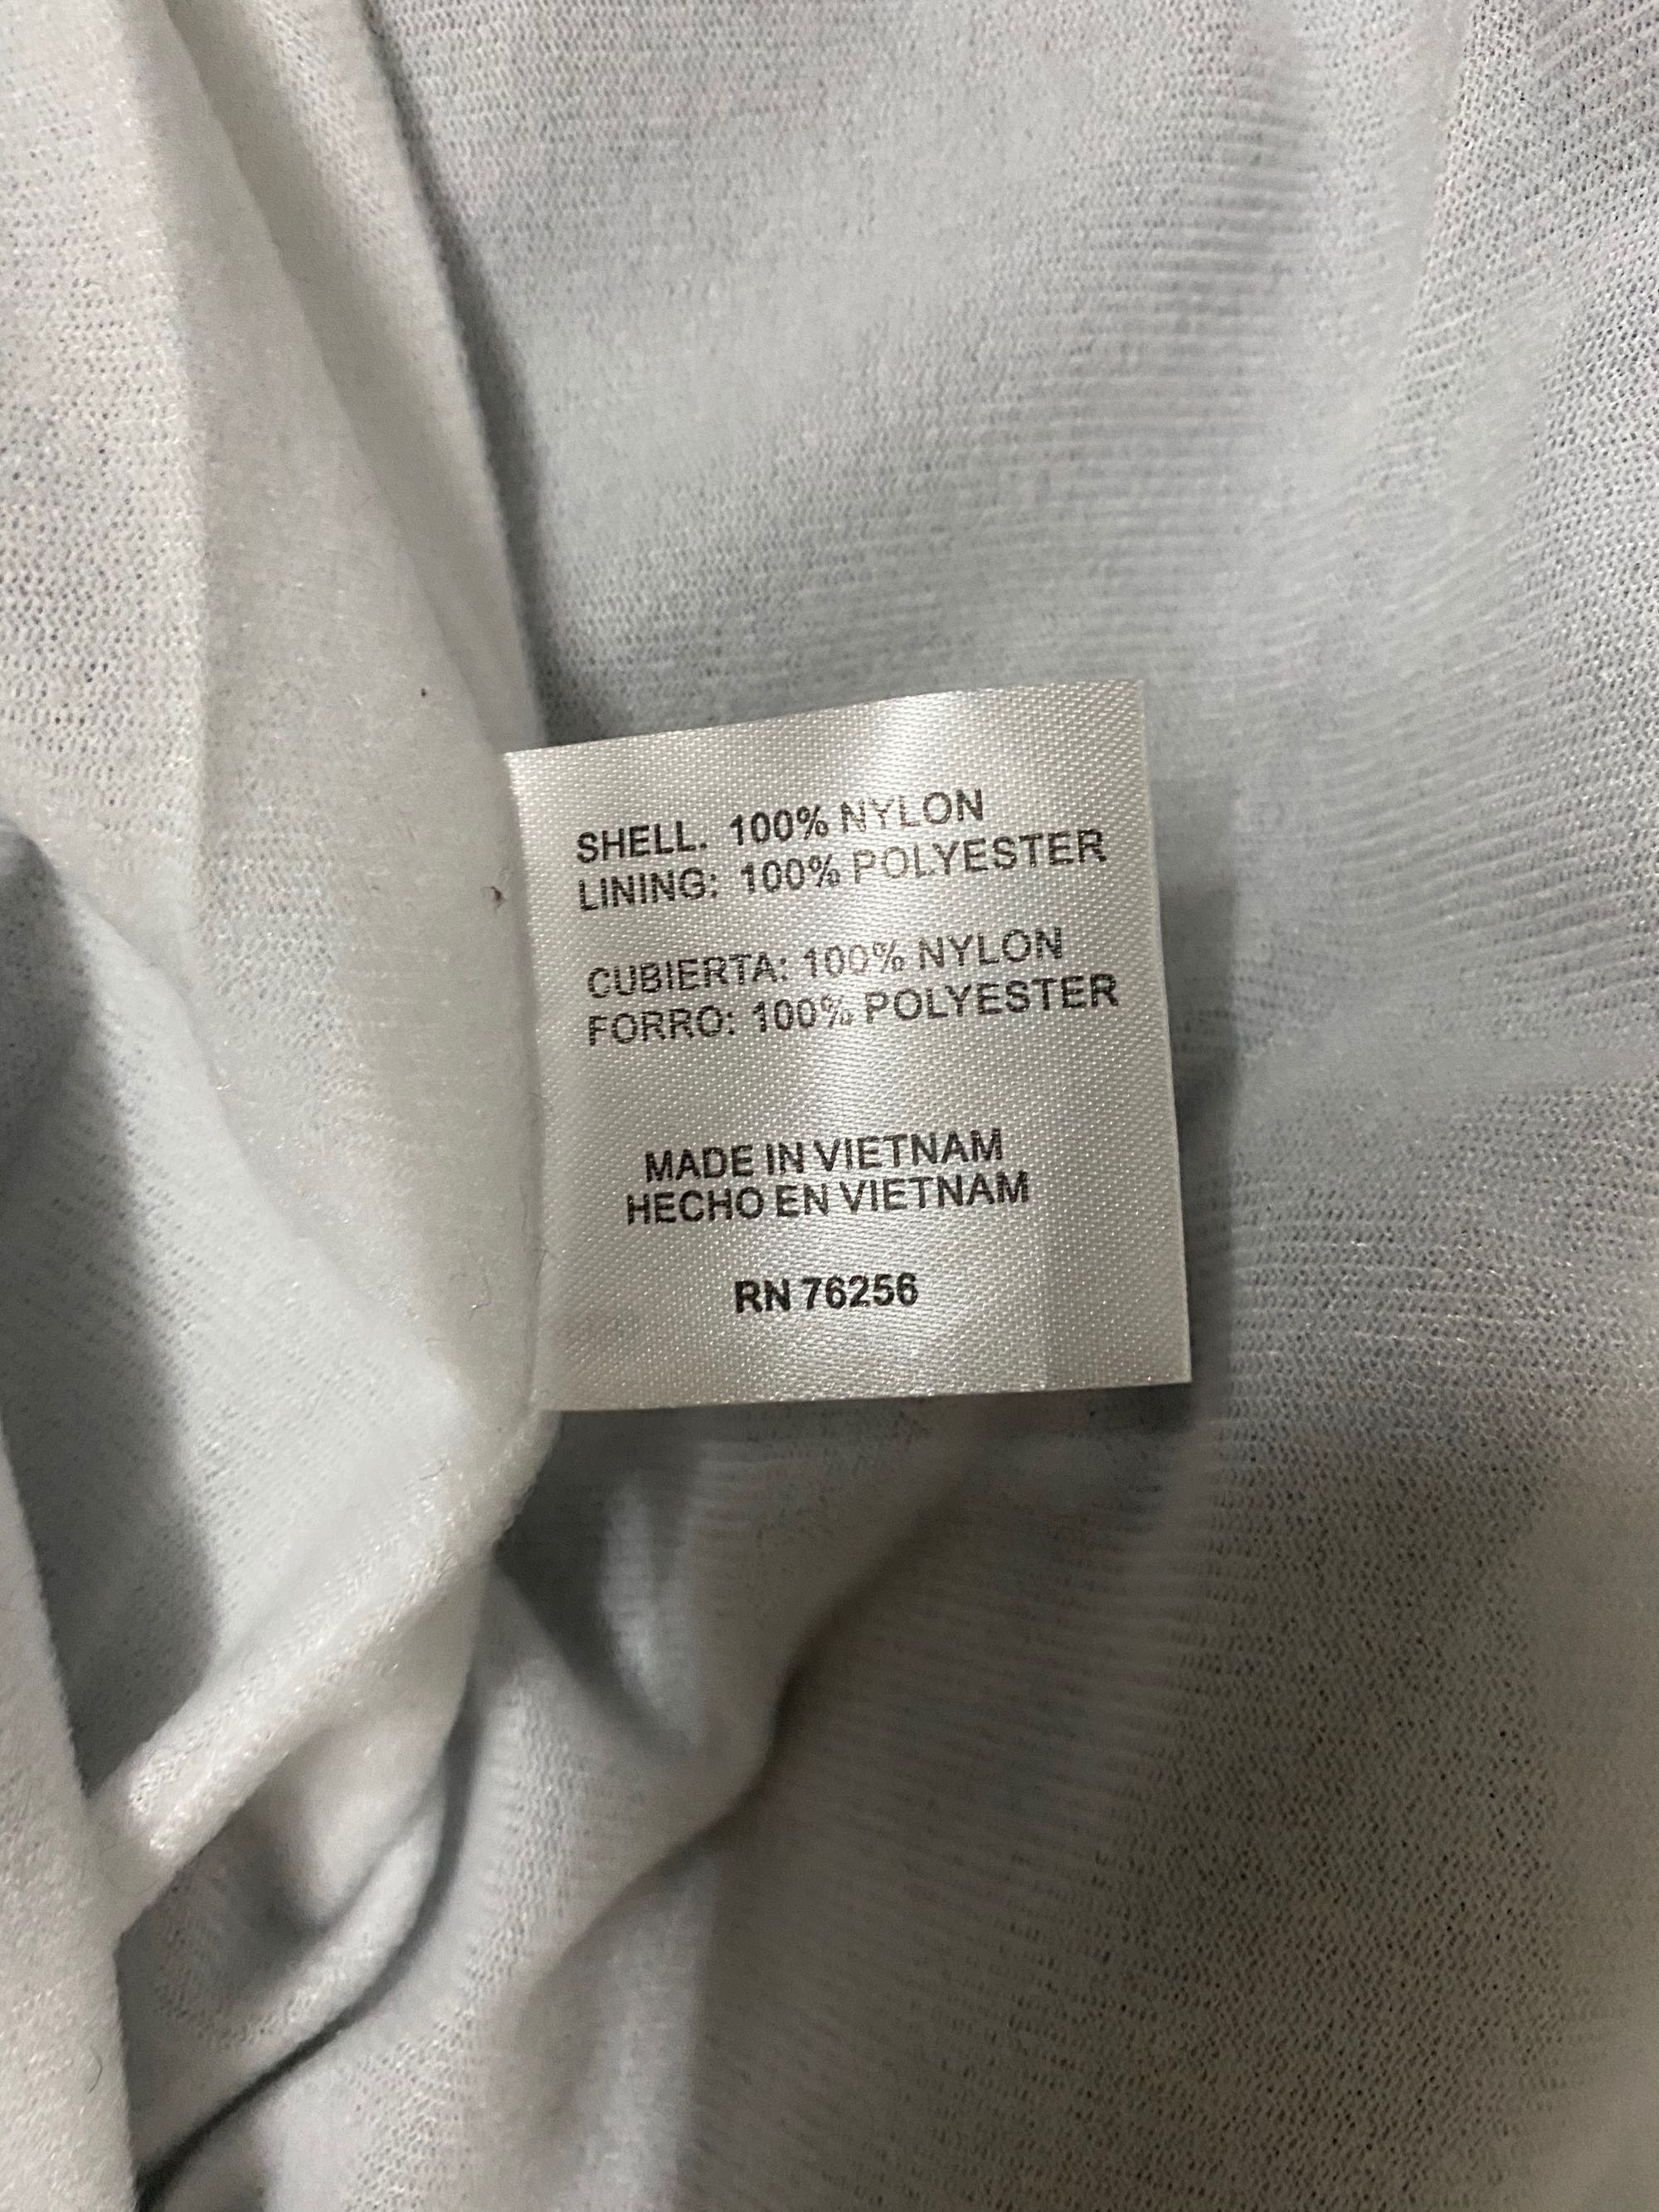 SHELL. 100% NYLON
LINING: 100% POLYESTER
CUBIERTA: 100% NYLON
FORRO: 100% POLYESTER
MADE IN VIETNAM
HECHO EN VIETNAM
RN 76256